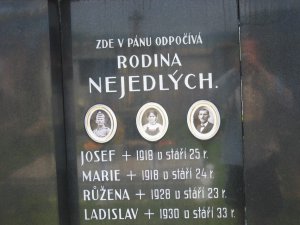 ZDE V PÁNU ODPOČÍVÁ
RODINA
NEJEDLÝCH.
JOSEF + 1918 v stáří 25 r.
MARIE + 1918 v stáří 24 r.
RŮŽENA + 1928 v stáří 23 r.
LADISLAV + 1930 v stáří 33 r.